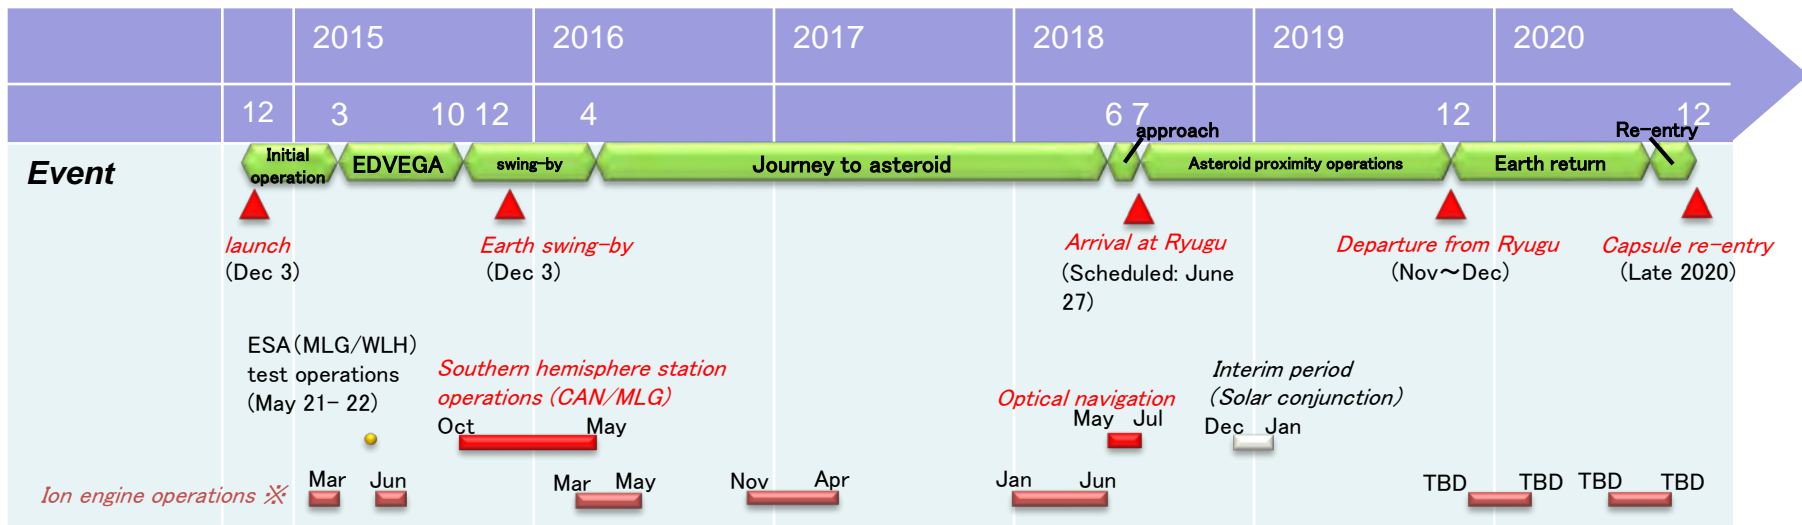 2015 2016 2017 2018 2019 2020
12 3 10 12 4 6 7 12 12
approach
Re-entry
Event
Initial
operation
EDVEGA
swing-by
Journey to asteroid
Asteroid proximity operations
Earth return
launch
(Dec 3)
Earth swing-by
(Dec 3)
Arrival at Ryugu
(Scheduled: June
27)
Departure from Ryugu
(Nov～Dec)
Capsule re-entry
(Late 2020)
ESA(MLG/WLH)
test operations
(May 21- 22)
Southern hemisphere station
operations (CAN/MLG)
Oct May
Optical navigation
May Jul
Interim period
(Solar conjunction)
Dec Jan
Ion engine operations ※
Mar Jun Mar May Nov Apr Jan Jun TBD TBD TBD TBD